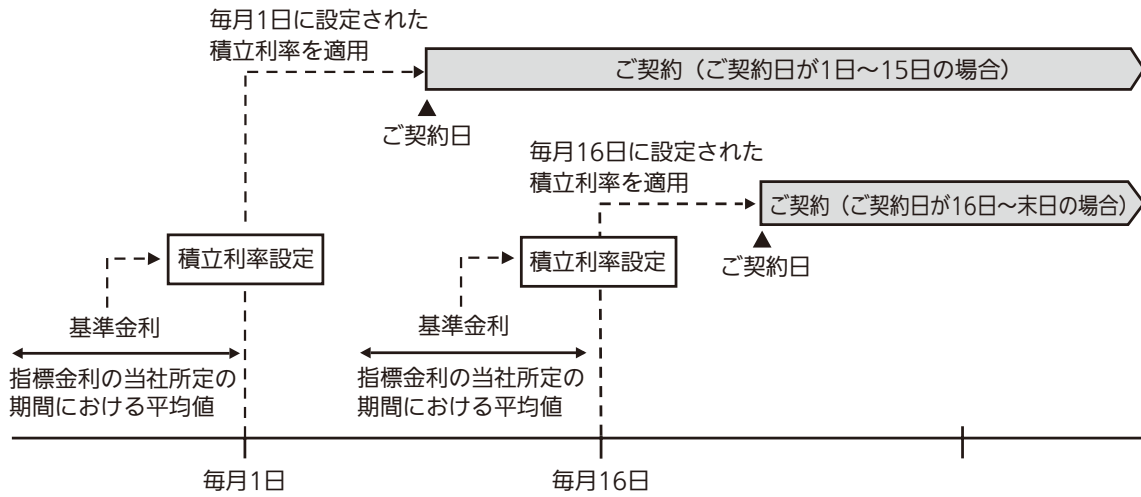 毎月1日に設定された
積立利率を適用
ご契約（ご契約日が1日～15日の場合）
ご契約日
毎月16日に設定された
積立利率を適用
ご契約（ご契約日が16日～末日の場合）
ご契約日
積立利率設定
積立利率設定
基準金利
基準金利
指標金利の当社所定の
期間における平均値
指標金利の当社所定の
期間における平均値
毎月1日
毎月16日